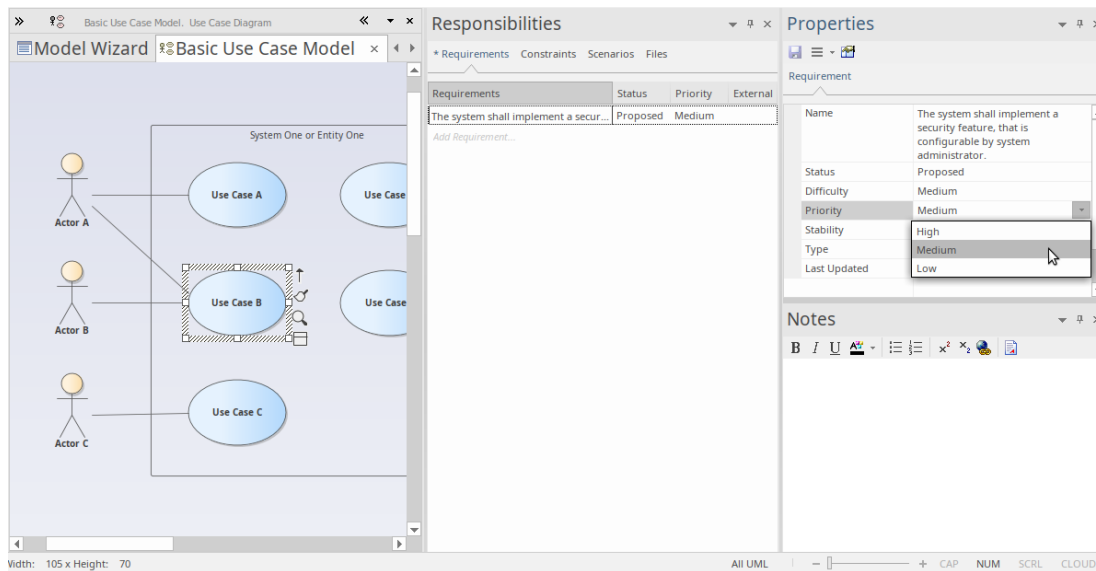 Basic Use Case Model. Use Case Diagram
Model Wizard
Basic Use Case Model
System One or Entity One
Actor A
Use Case A
Use Case
Actor B
Use Case B
Use Case
Actor C
Use Case C
Width: 105 x Height: 70
Responsibilities
* Requirements Constraints Scenarios Files
Requirements Status Priority External
The system shall implement a secur... Proposed Medium
Add Requirement...
Properties
Requirement
Name The system shall implement a
security feature, that is
configurable by system
administrator.
Status Proposed
Difficulty Medium
Priority Medium
Stability
High
Type
Medium
Last Updated
Low
Notes
B I U
All UML
CAP NUM SCRL CLOUD